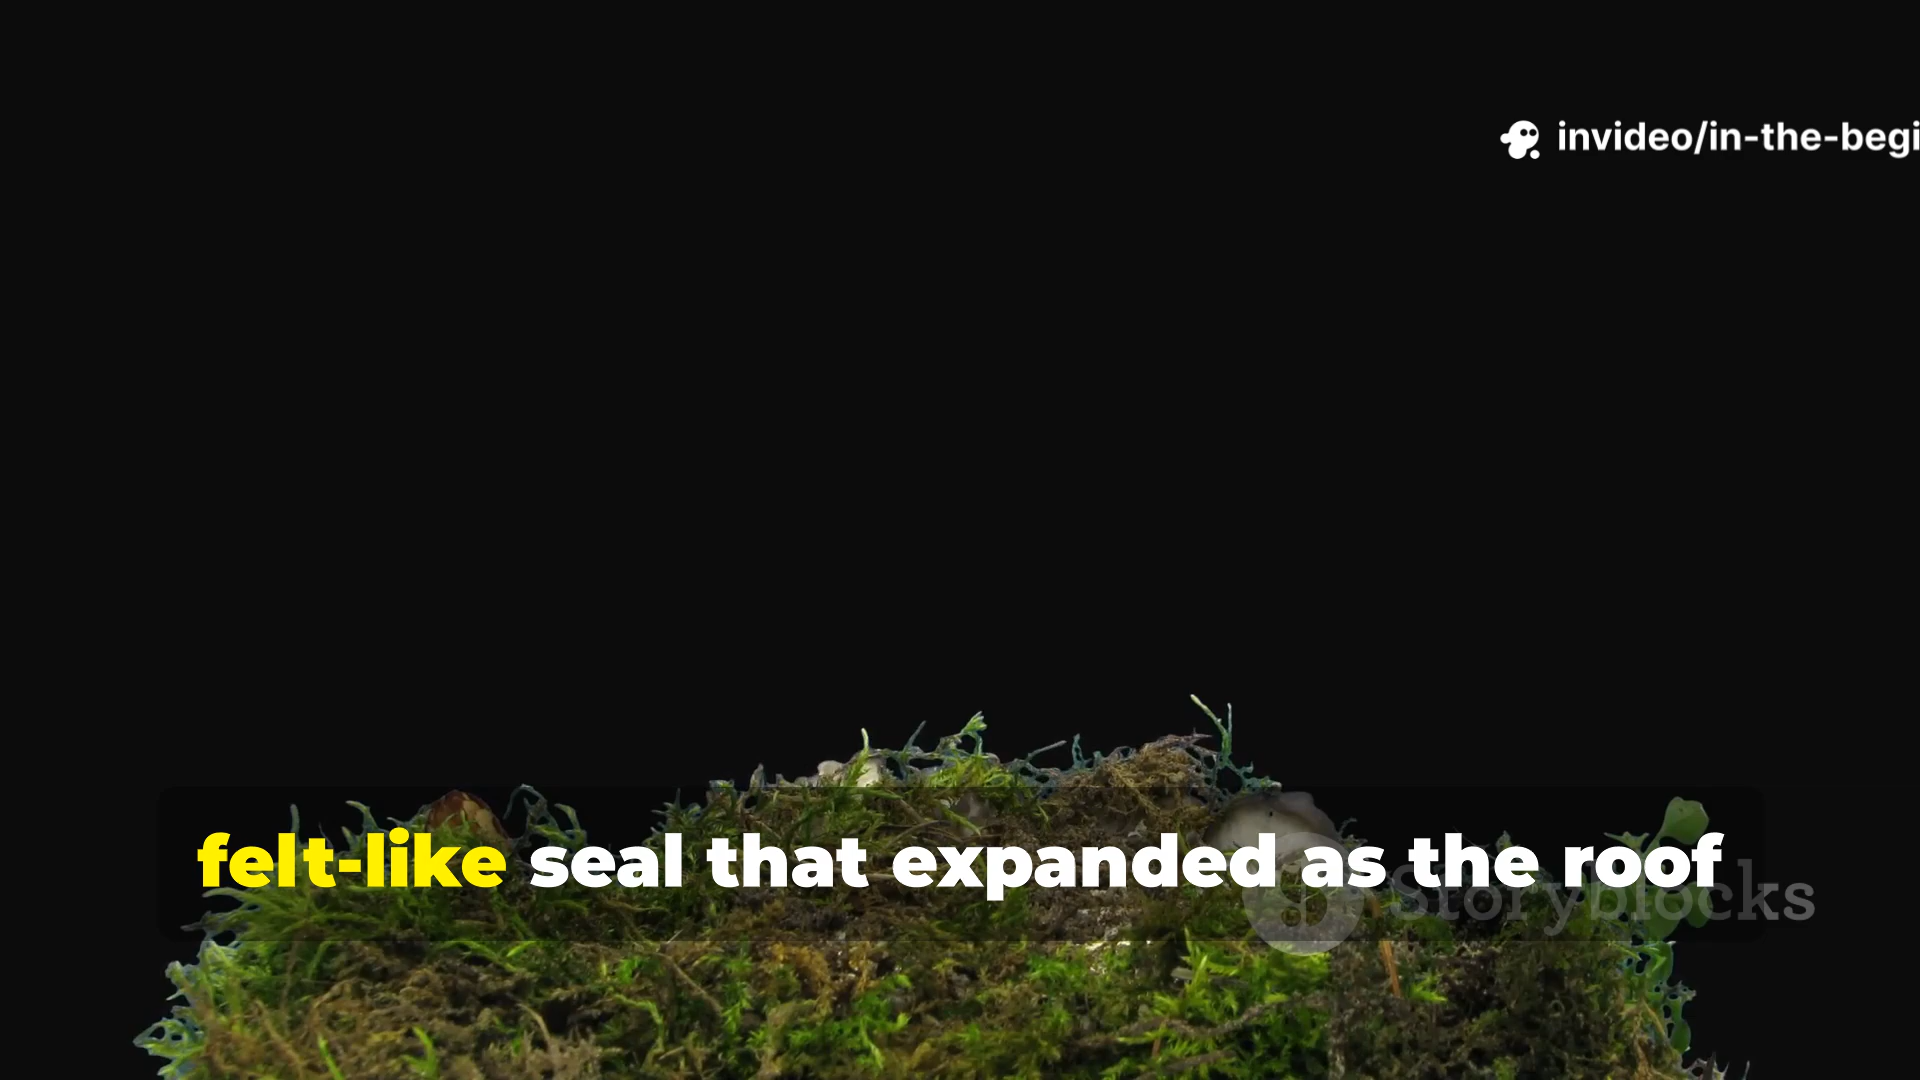 invideo/in-the-begi
felt-like seal that expanded as the roof
Storyblocks